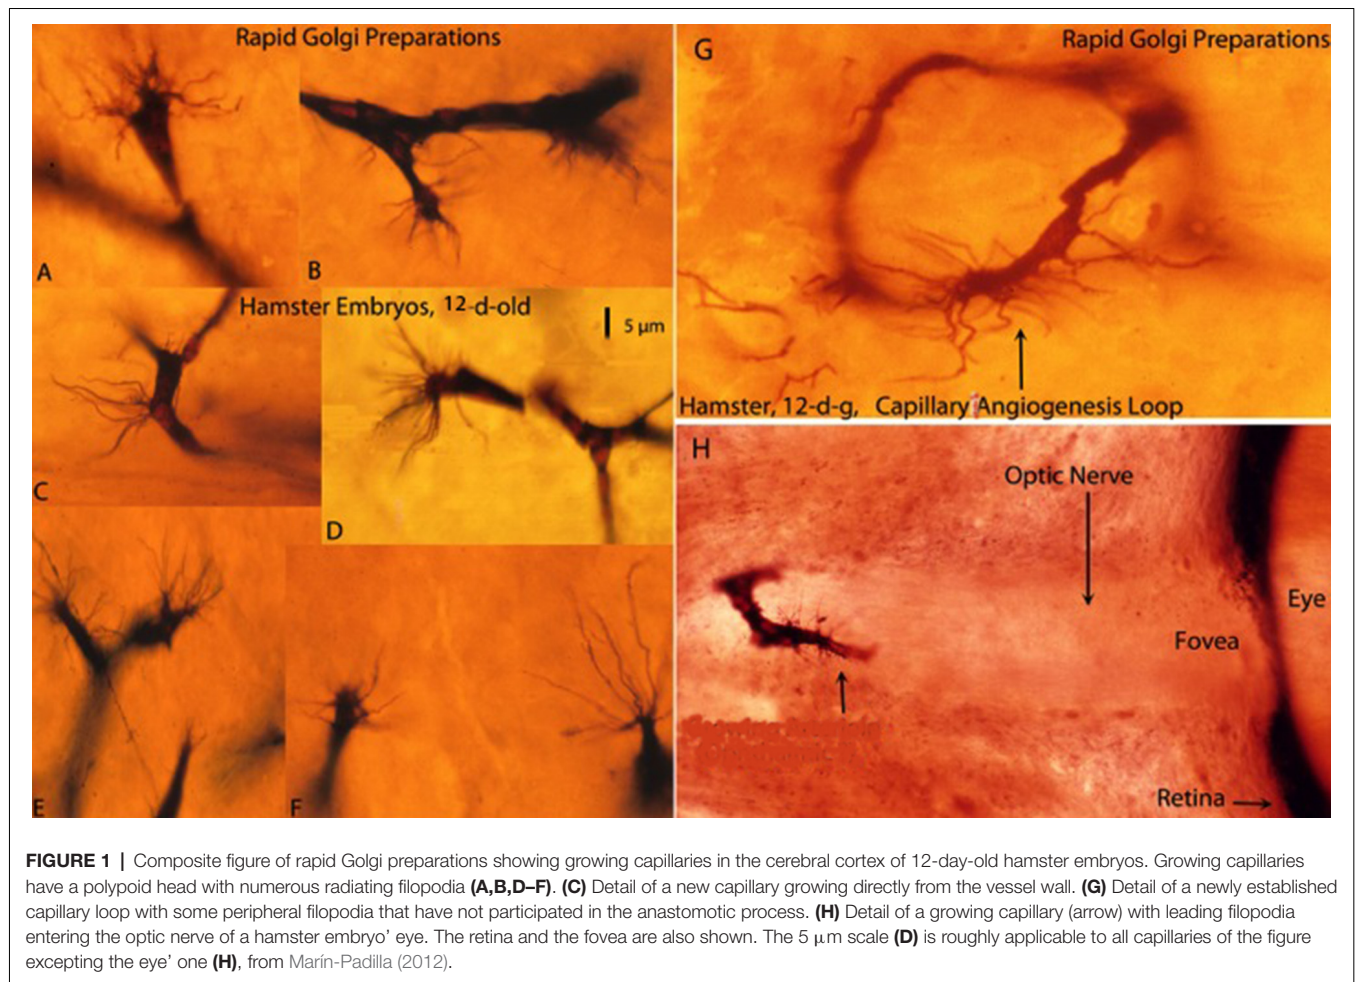 Rapid Golgi Preparations
A
B
Hamster Embryos, 12-d-old
5 μm
C
D
E
F
G
Rapid Golgi Preparations
Hamster, 12-d-g, Capillary Angiogenesis Loop
H
Optic Nerve
Eye
Fovea
Retina
FIGURE 1 | Composite figure of rapid Golgi preparations showing growing capillaries in the cerebral cortex of 12-day-old hamster embryos. Growing capillaries
have a polypoid head with numerous radiating filopodia (A,B,D–F). (C) Detail of a new capillary growing directly from the vessel wall. (G) Detail of a newly established
capillary loop with some peripheral filopodia that have not participated in the anastomotic process. (H) Detail of a growing capillary (arrow) with leading filopodia
entering the optic nerve of a hamster embryo' eye. The retina and the fovea are also shown. The 5 μm scale (D) is roughly applicable to all capillaries of the figure
excepting the eye' one (H), from Marín-Padilla (2012).